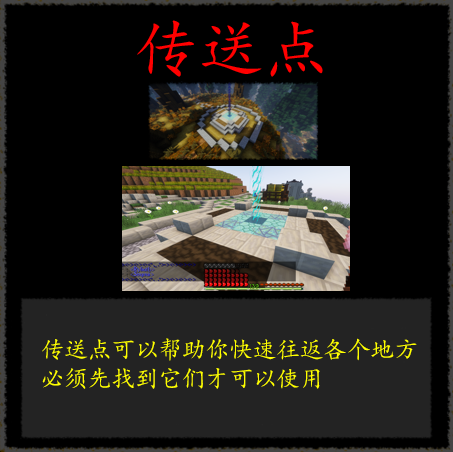 传送点
传送点可以帮助你快速往返各个地方
必须先找到它们才可以使用